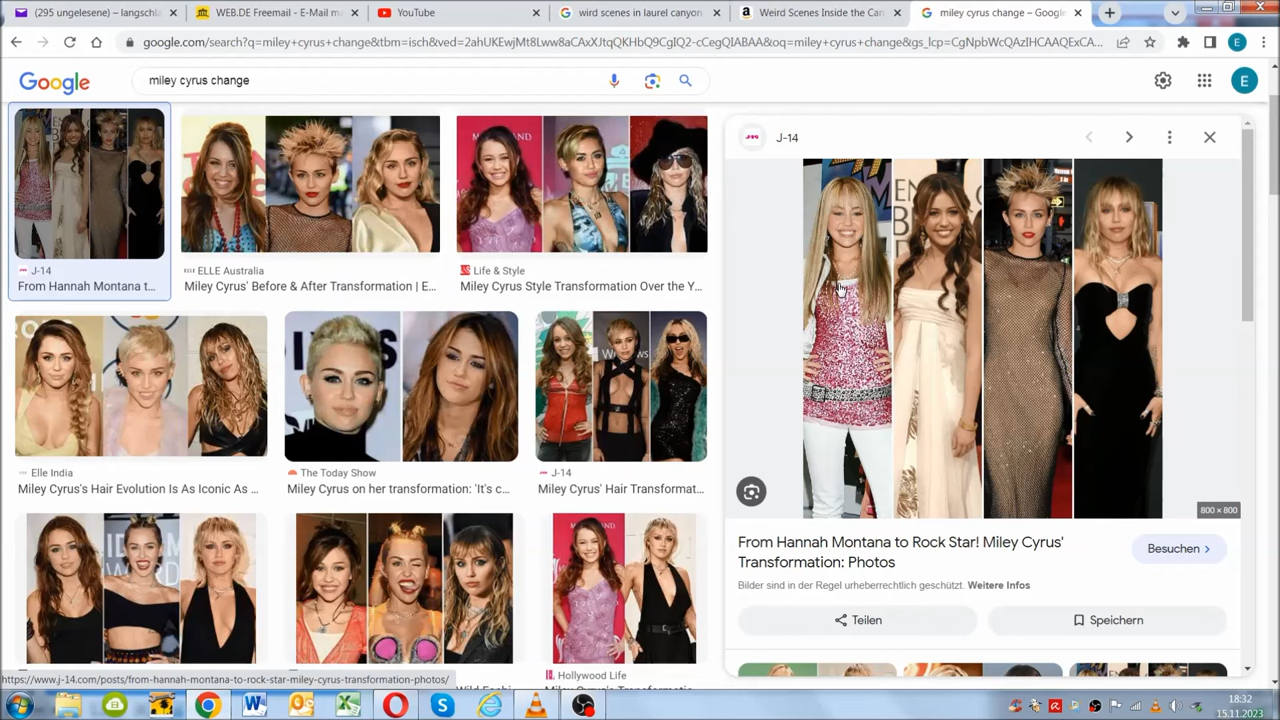 (295 ungelesene) – langschla
WEB.DE Freemail - E-Mail m
YouTube
wird scenes in laurel canyon
Weird Scenes Inside the Can
miley cyrus change – Google
google.com/search?q=miley+cyrus+change&tbm=isch&ved=2ahUKEwjMt8uww8CAxXJtqQKHbQ9CgIQ2-cCegQIABAA&oq=miley+cyrus+change&gs_lcp=CgNpbWcQAzIHCAAQExCA...
E
Google
miley cyrus change
E
J-14
From Hannah Montana t...
ELLE Australia
Miley Cyrus' Before & After Transformation | E...
Life & Style
Miley Cyrus Style Transformation Over the Y...
Elle India
Miley Cyrus's Hair Evolution Is As Iconic As ...
The Today Show
Miley Cyrus on her transformation: 'It's c...
J-14
Miley Cyrus' Hair Transformat...
Hollywood Life
J-14
800 × 800
From Hannah Montana to Rock Star! Miley Cyrus'
Transformation: Photos
Besuchen
Bilder sind in der Regel urheberrechtlich geschützt. Weitere Infos
Teilen
Speichern
https://www.j-14.com/posts/from-hannah-montana-to-rock-star-miley-cyrus-transformation-photos/
18:32
15.11.2023